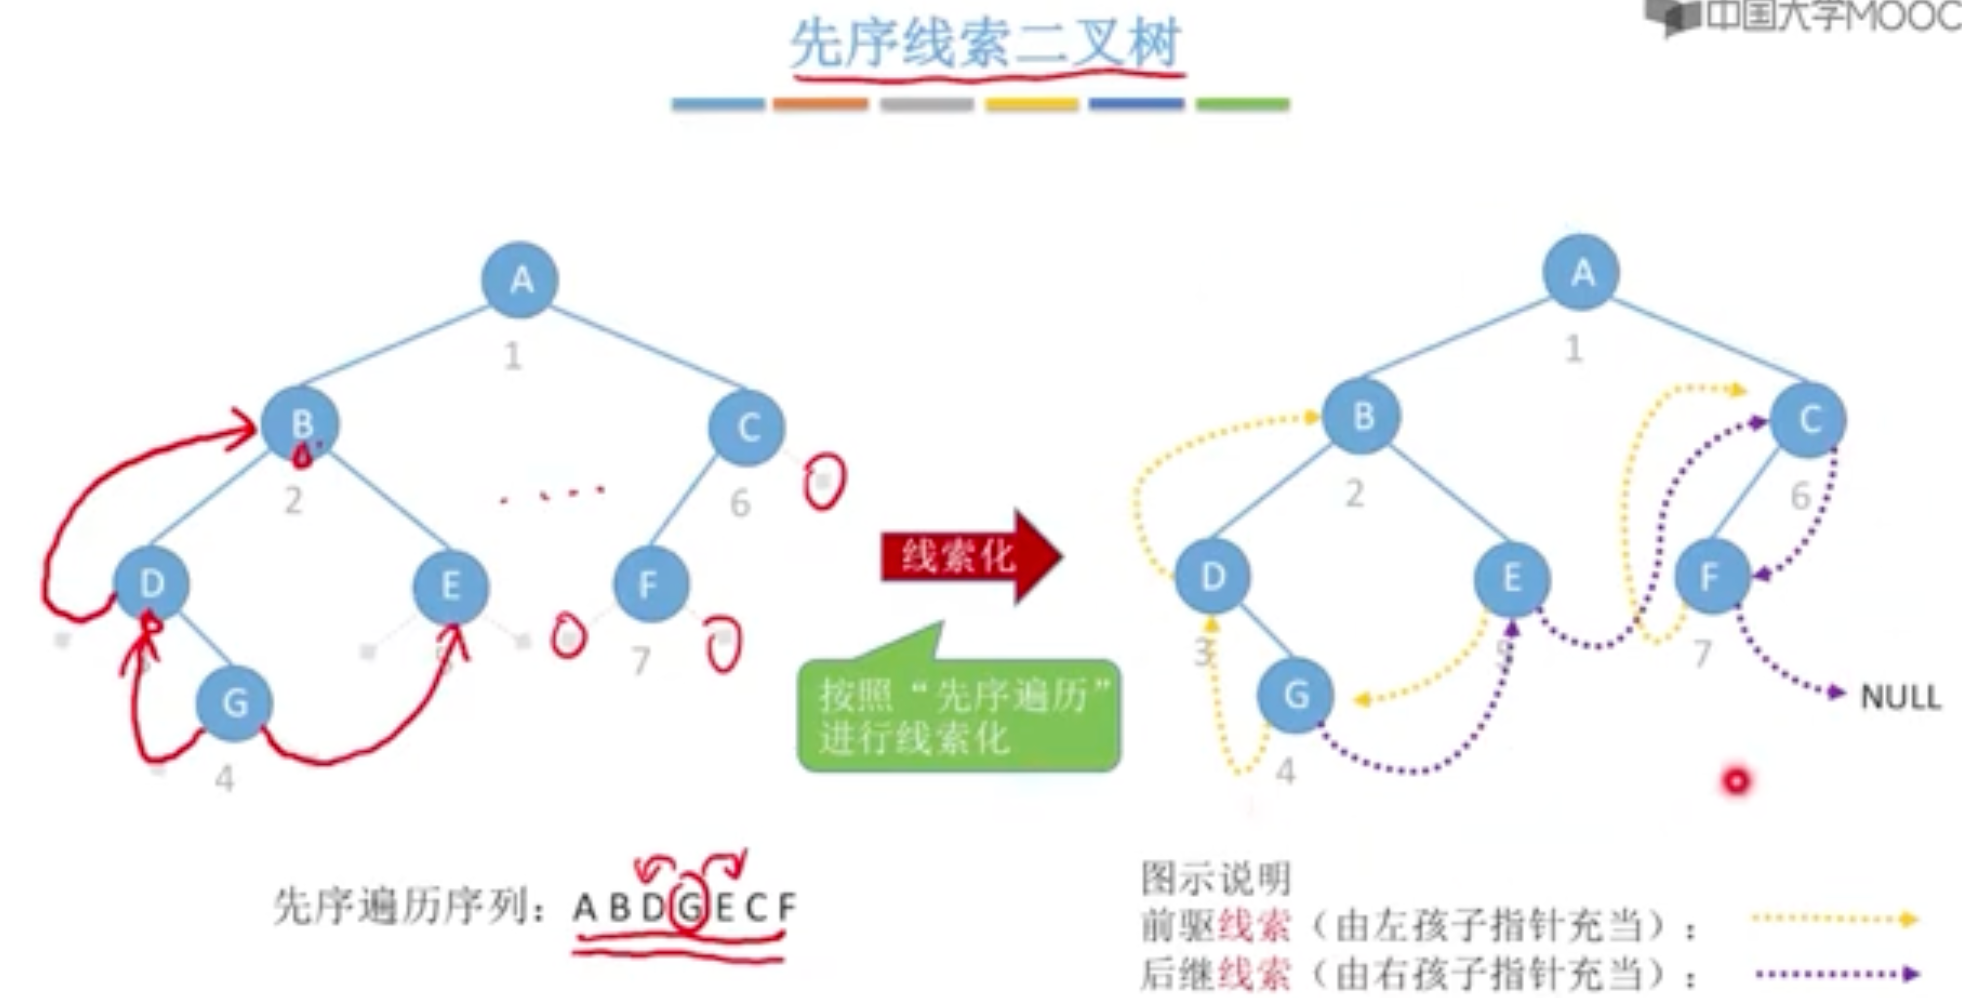 中国大学MOOC
先序线索二叉树
A
1
B
C
2
6
D
E
F
3
5
7
G
4
线索化
按照“先序遍历”
进行线索化
A
1
B
C
2
6
D
E
F
3
5
7
G
4
NULL
先序遍历序列：A B D G E C F
图示说明
前驱线索（由左孩子指针充当）：
后继线索（由右孩子指针充当）：